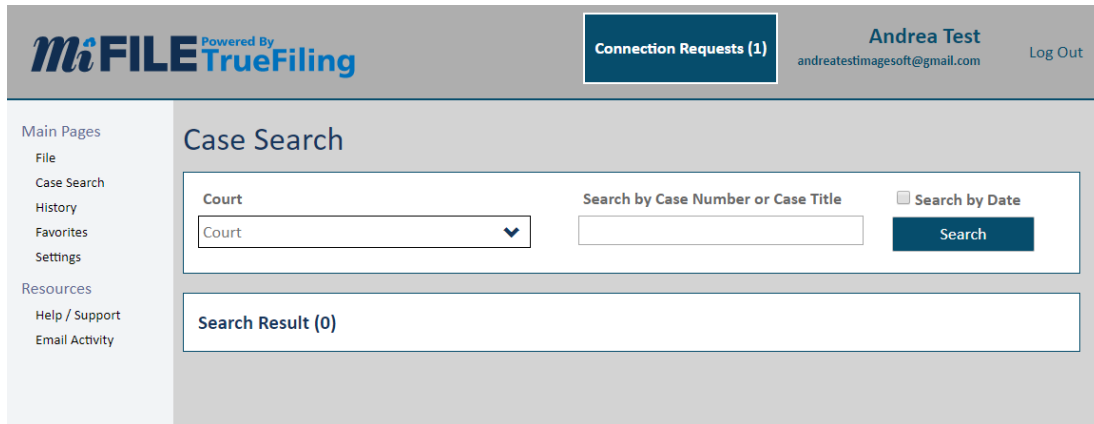 MiFILE Powered By TrueFiling
Connection Requests (1)
Andrea Test
andreatestimagesoft@gmail.com
Log Out
Main Pages
File
Case Search
History
Favorites
Settings
Resources
Help / Support
Email Activity
Case Search
Court
Court
Search by Case Number or Case Title
Search by Date
Search
Search Result (0)